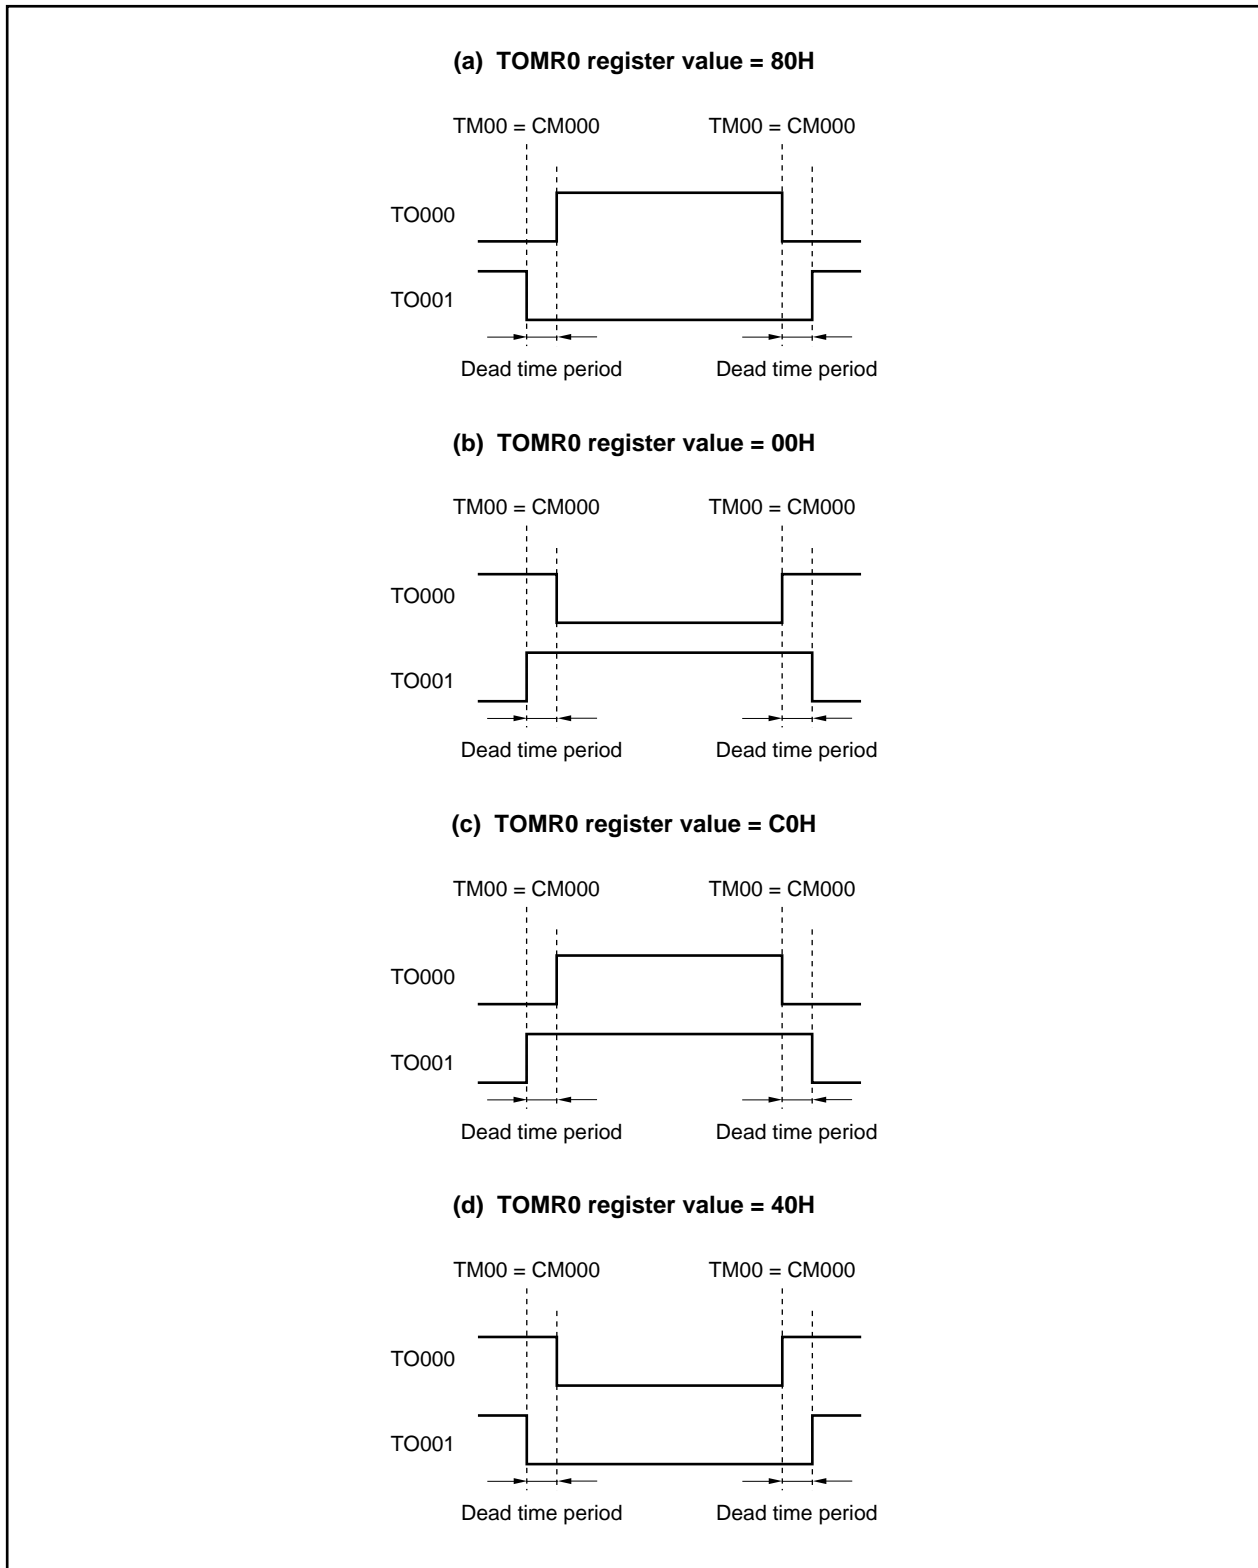 (a) TOMR0 register value = 80H
TM00 = CM000 TM00 = CM000
TO000
TO001
Dead time period Dead time period
(b) TOMR0 register value = 00H
TM00 = CM000 TM00 = CM000
TO000
TO001
Dead time period Dead time period
(c) TOMR0 register value = C0H
TM00 = CM000 TM00 = CM000
TO000
TO001
Dead time period Dead time period
(d) TOMR0 register value = 40H
TM00 = CM000 TM00 = CM000
TO000
TO001
Dead time period Dead time period